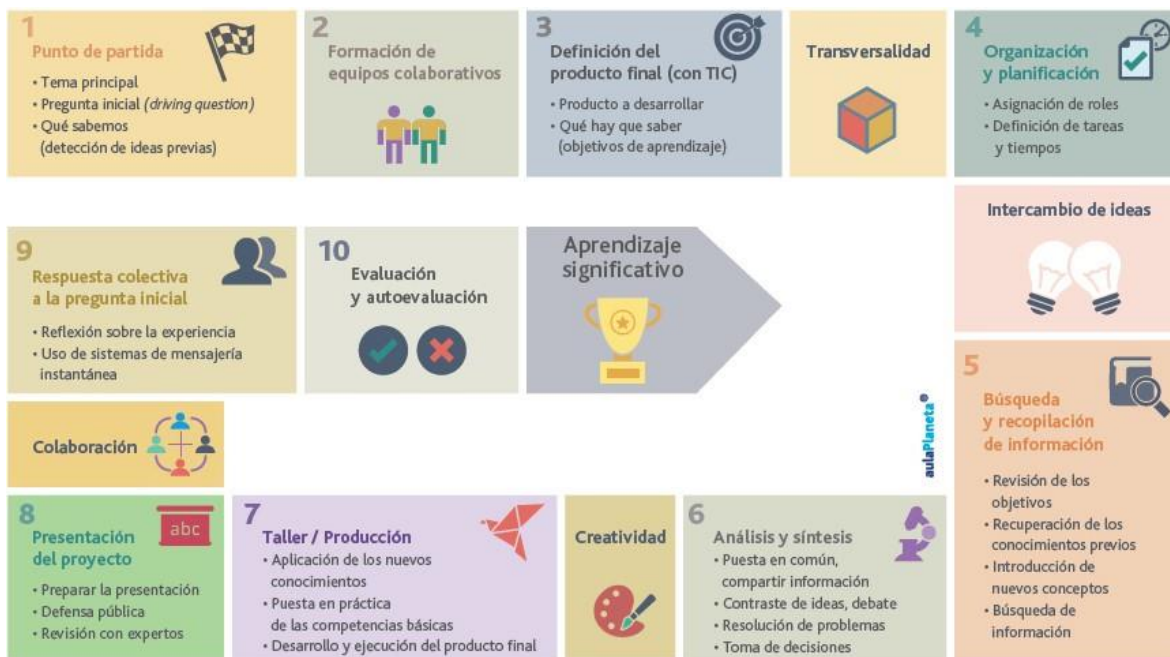 1
Punto de partida
• Tema principal
• Pregunta inicial (driving question)
• Qué sabemos
(detección de ideas previas)
2
Formación de
equipos colaborativos
3
Definición del
producto final (con TIC)
• Producto a desarrollar
• Qué hay que saber
(objetivos de aprendizaje)
Transversalidad
4
Organización
y planificación
• Asignación de roles
• Definición de tareas
y tiempos
Intercambio de ideas
5
Búsqueda
y recopilación
de información
• Revisión de los
objetivos
• Recuperación de los
conocimientos previos
• Introducción de
nuevos conceptos
• Búsqueda de
información
6
Análisis y síntesis
• Puesta en común,
compartir información
• Contraste de ideas, debate
• Resolución de problemas
• Toma de decisiones
Creatividad
7
Taller / Producción
• Aplicación de los nuevos
conocimientos
• Puesta en práctica
de las competencias básicas
• Desarrollo y ejecución del producto final
8
Presentación
del proyecto
abc
• Preparar la presentación
• Defensa pública
• Revisión con expertos
Colaboración
9
Respuesta colectiva
a la pregunta inicial
• Reflexión sobre la experiencia
• Uso de sistemas de mensajería
instantánea
10
Evaluación
y autoevaluación
Aprendizaje
significativo
aulaPlaneta